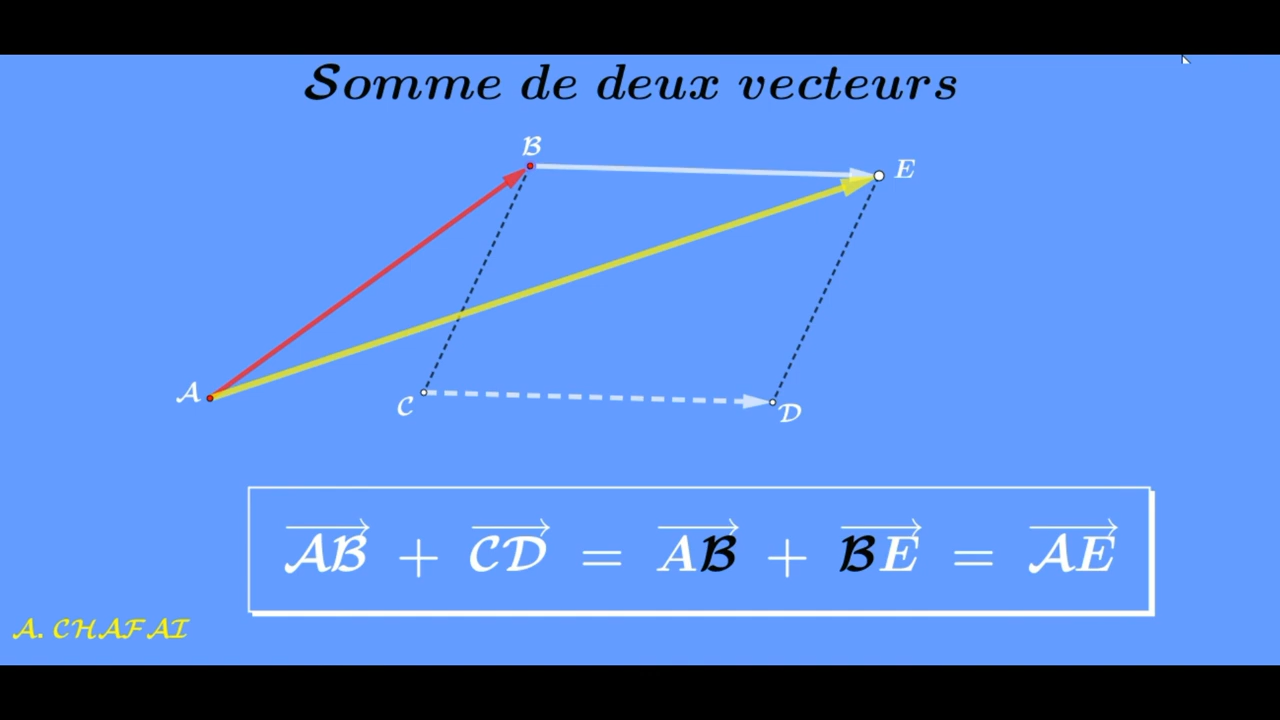 Somme de deux vecteurs
B
E
A
C
D
AB + CD = AB + BE = AE
A. CHAFAI